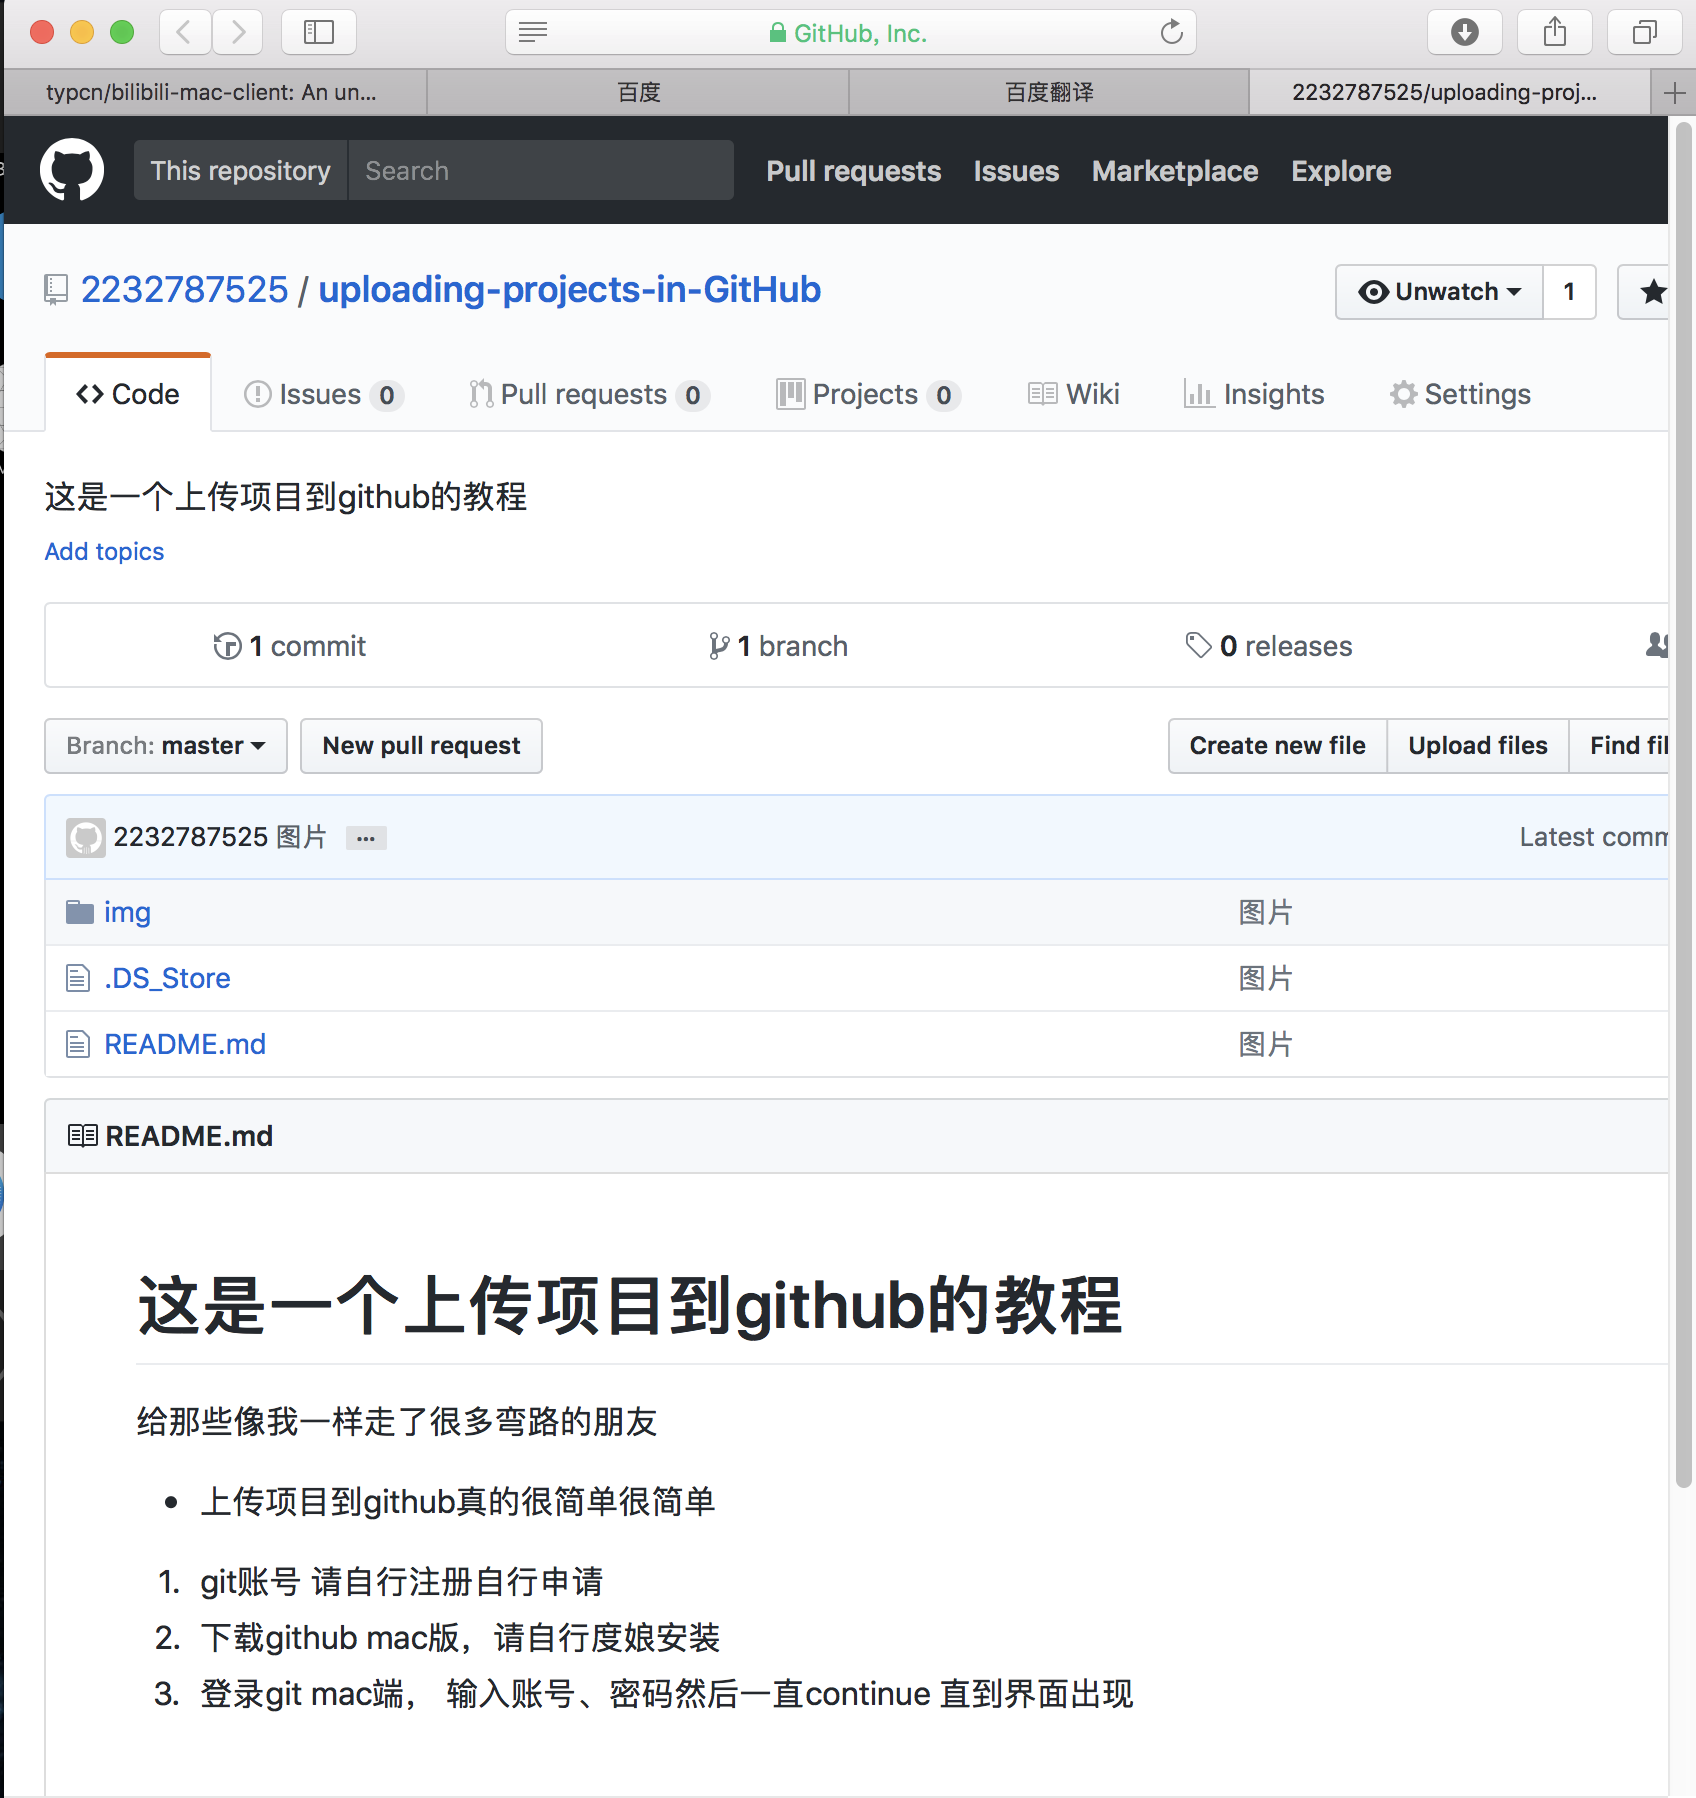 GitHub, Inc.
typcn/bilibili-mac-client: An un... 百度 百度翻译 2232787525/uploading-proj...
This repository Search Pull requests Issues Marketplace Explore
2232787525 / uploading-projects-in-GitHub Unwatch 1
Code Issues 0 Pull requests 0 Projects 0 Wiki Insights Settings
这是一个上传项目到github的教程
Add topics
1 commit 1 branch 0 releases
Branch: master New pull request Create new file Upload files Find fil
2232787525 图片 ... Latest comm
img 图片
.DS_Store 图片
README.md 图片
README.md
这是一个上传项目到github的教程
给那些像我一样走了很多弯路的朋友
• 上传项目到github真的很简单很简单
1. git账号 请自行注册自行申请
2. 下载github mac版，请自行度娘安装
3. 登录git mac端， 输入账号、密码然后一直continue 直到界面出现